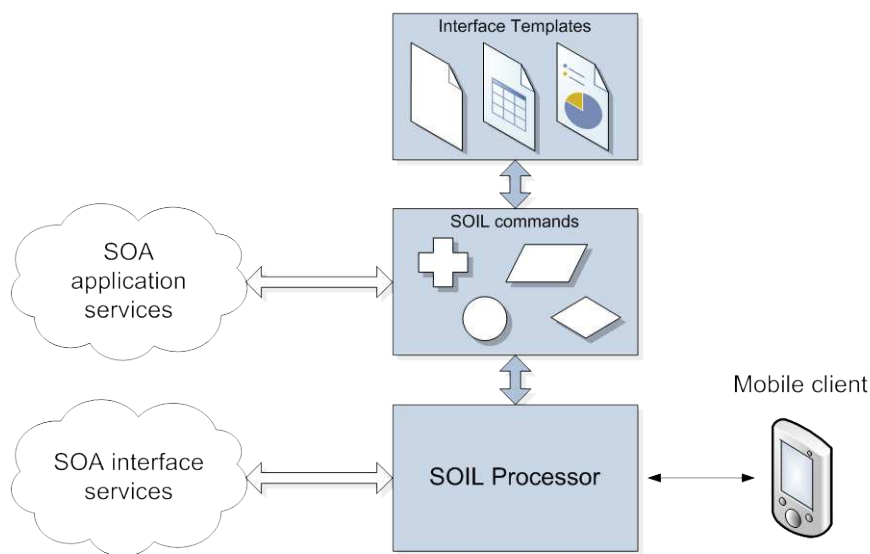 Interface Templates
SOIL commands
SOA
application
services
Mobile client
SOA interface
services
SOIL Processor